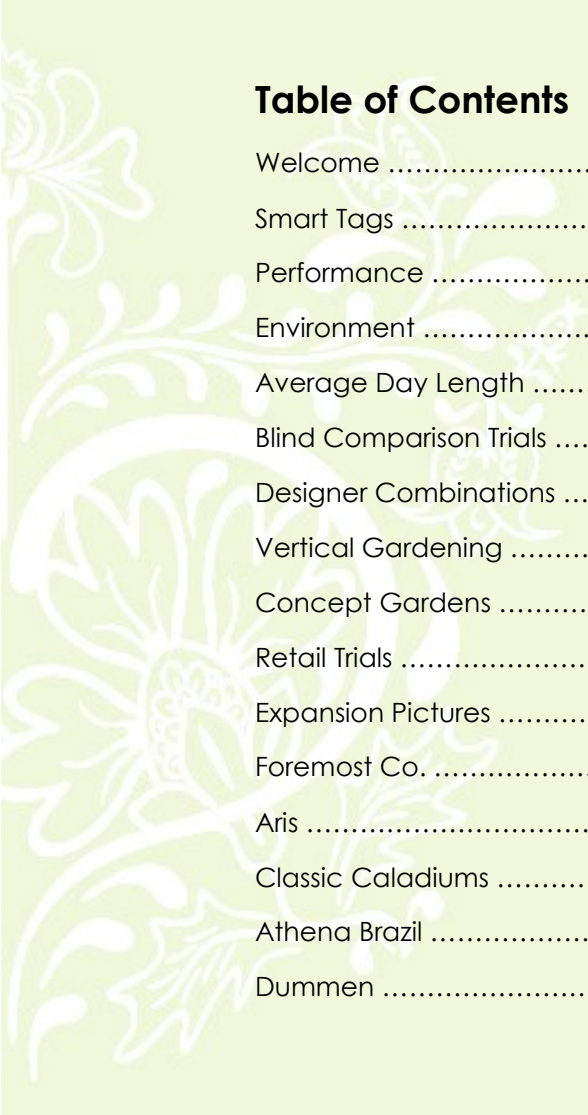 Table of Contents
Welcome ……………………
Smart Tags …………………
Performance ………………
Environment ………………
Average Day Length ……
Blind Comparison Trials ….
Designer Combinations …
Vertical Gardening ………
Concept Gardens ………..
Retail Trials …………………
Expansion Pictures ………..
Foremost Co. ………………
Aris ……………………………
Classic Caladiums ………..
Athena Brazil ………………
Dummen ……………………